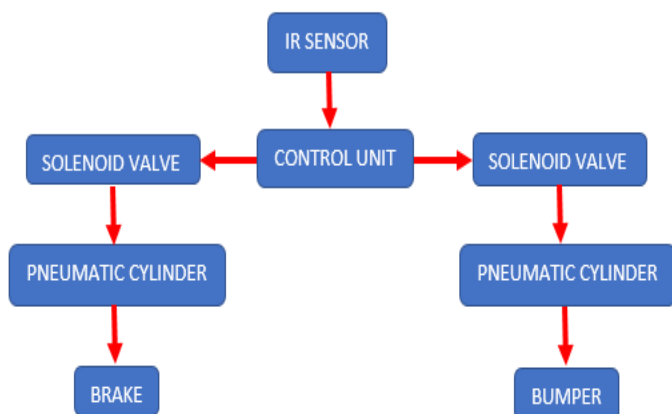 IR SENSOR
SOLENOID VALVE
CONTROL UNIT
SOLENOID VALVE
PNEUMATIC CYLINDER
PNEUMATIC CYLINDER
BRAKE
BUMPER